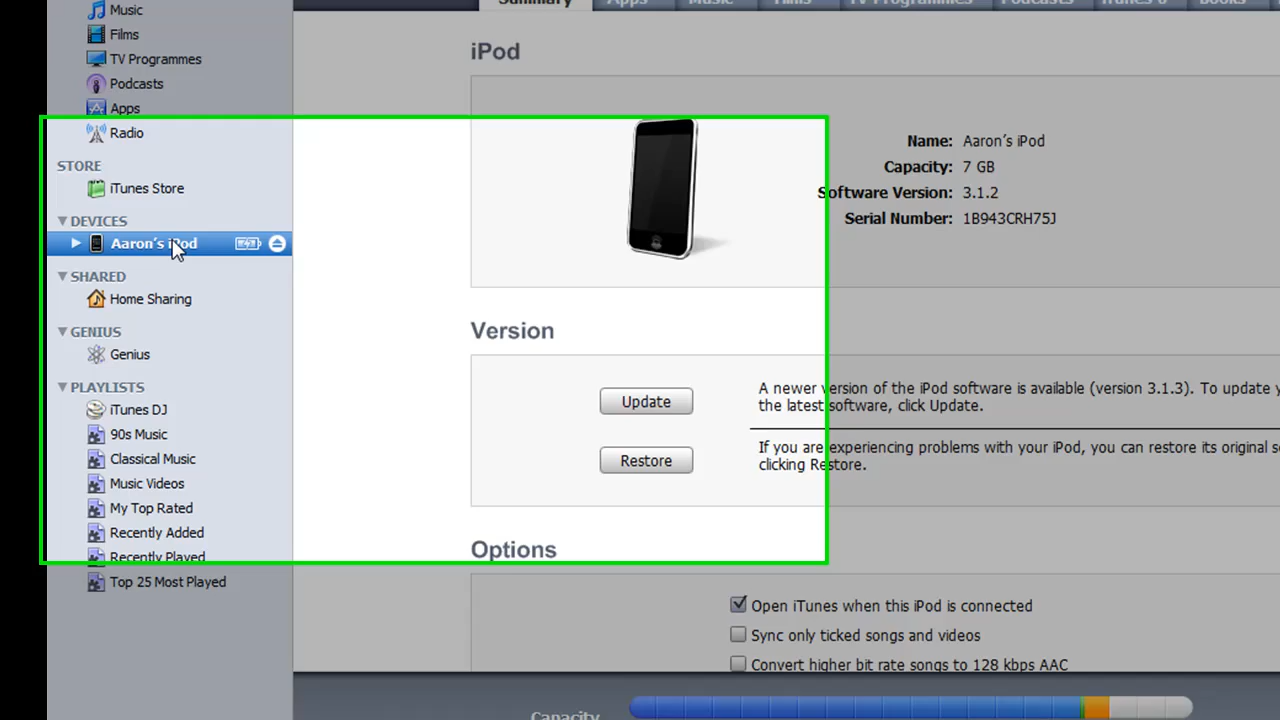 Summary Apps Music Films TV Programmes Podcasts iTunes U Books
Music
Films
TV Programmes
Podcasts
Apps
Radio
STORE
iTunes Store
DEVICES
Aaron's iPod
SHARED
Home Sharing
GENIUS
Genius
PLAYLISTS
iTunes DJ
90s Music
Classical Music
Music Videos
My Top Rated
Recently Added
Recently Played
Top 25 Most Played
iPod
Name: Aaron's iPod
Capacity: 7 GB
Software Version: 3.1.2
Serial Number: 1B943CRH75J
Version
Update
A newer version of the iPod software is available (version 3.1.3). To update
the latest software, click Update.
Restore
If you are experiencing problems with your iPod, you can restore its original
clicking Restore.
Options
Open iTunes when this iPod is connected
Sync only ticked songs and videos
Convert higher bit rate songs to 128 kbps AAC
Capacity